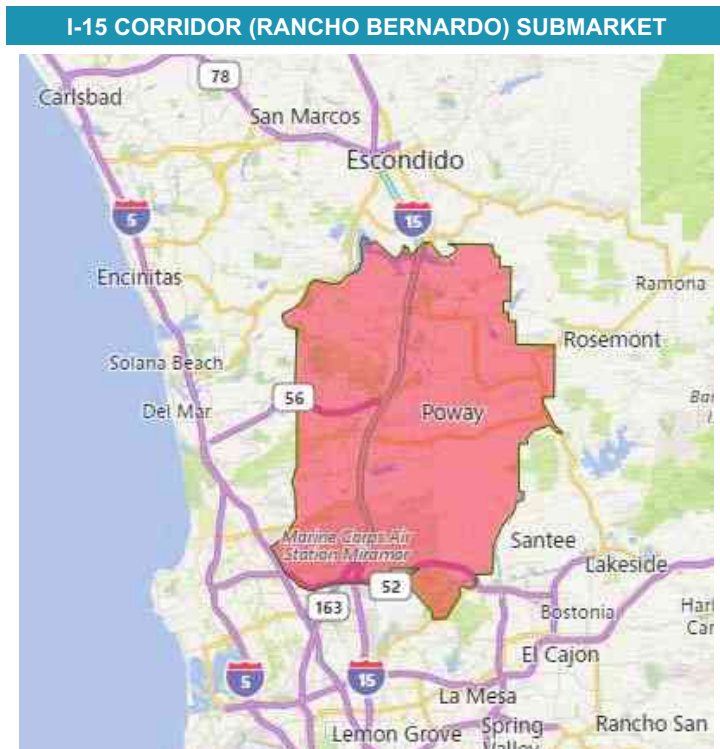 I-15 CORRIDOR (RANCHO BERNARDO) SUBMARKET
78
Carlsbad
San Marcos
Escondido
5
15
Encinitas
Ramona
Rosemont
Solana Beach
56
Del Mar
Poway
Marine Corps Air
Station Miramar
Santee
Lakeside
52
163
Bostonia
El Cajon
5
15
La Mesa
Rancho San
Lemon Grove
Spring
Valley